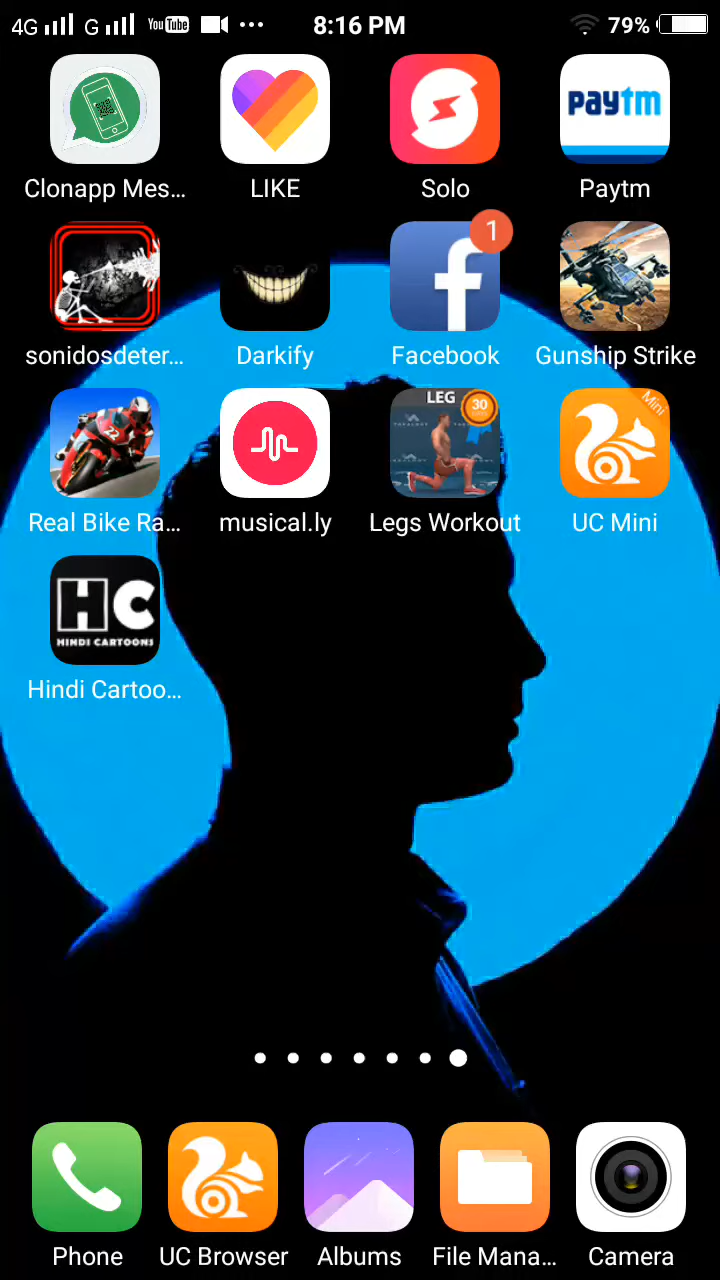 4G G YouTube 8:16 PM 79%
paytm
Clonapp Mes... LIKE Solo Paytm
1
sonidosdeter... Darkify Facebook Gunship Strike
22 LEG 30 Mini
Real Bike Ra... musical.ly Legs Workout UC Mini
HC
HINDI CARTOONS
Hindi Cartoo...
Phone UC Browser Albums File Mana... Camera